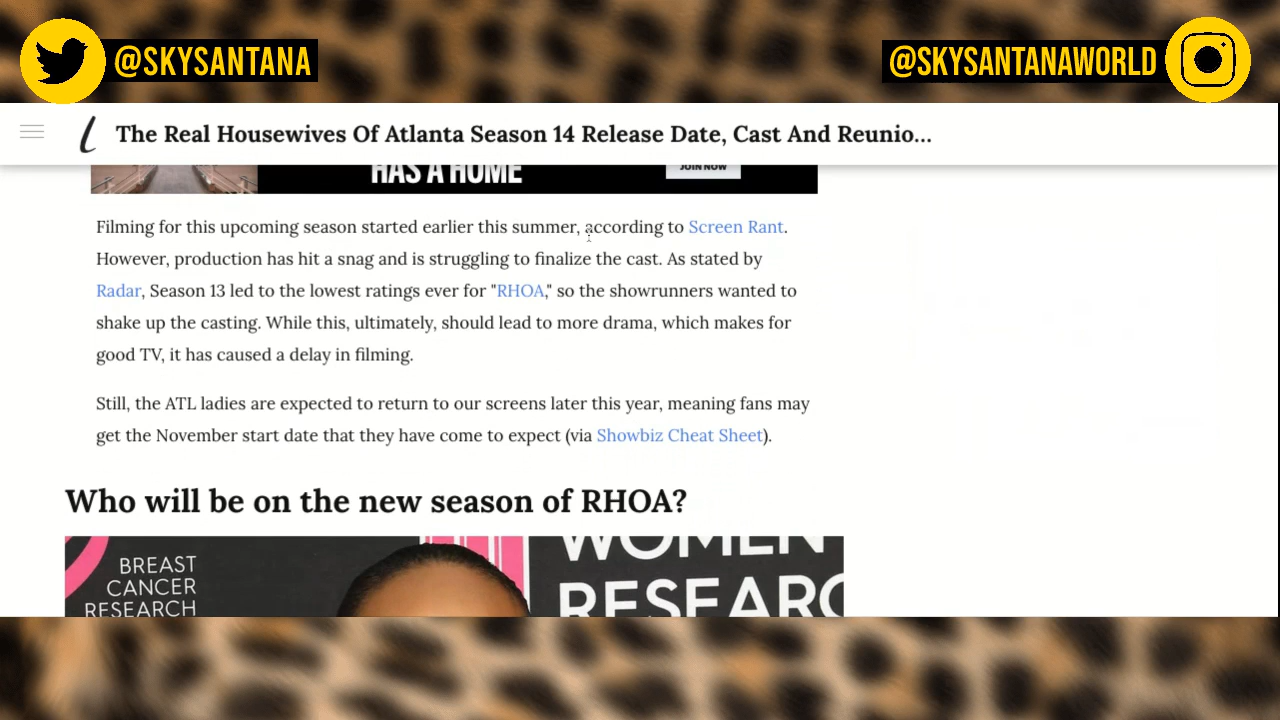 @SKYSANTANA
@SKYSANTANAWORLD
The Real Housewives Of Atlanta Season 14 Release Date, Cast And Reunio...
HAS A HOME
JOIN NOW
Filming for this upcoming season started earlier this summer, according to Screen Rant.
However, production has hit a snag and is struggling to finalize the cast. As stated by
Radar, Season 13 led to the lowest ratings ever for "RHOA," so the showrunners wanted to
shake up the casting. While this, ultimately, should lead to more drama, which makes for
good TV, it has caused a delay in filming.
Still, the ATL ladies are expected to return to our screens later this year, meaning fans may
get the November start date that they have come to expect (via Showbiz Cheat Sheet).
Who will be on the new season of RHOA?
BREAST
CANCER
RESEARCH
WOMEN
RESEARC